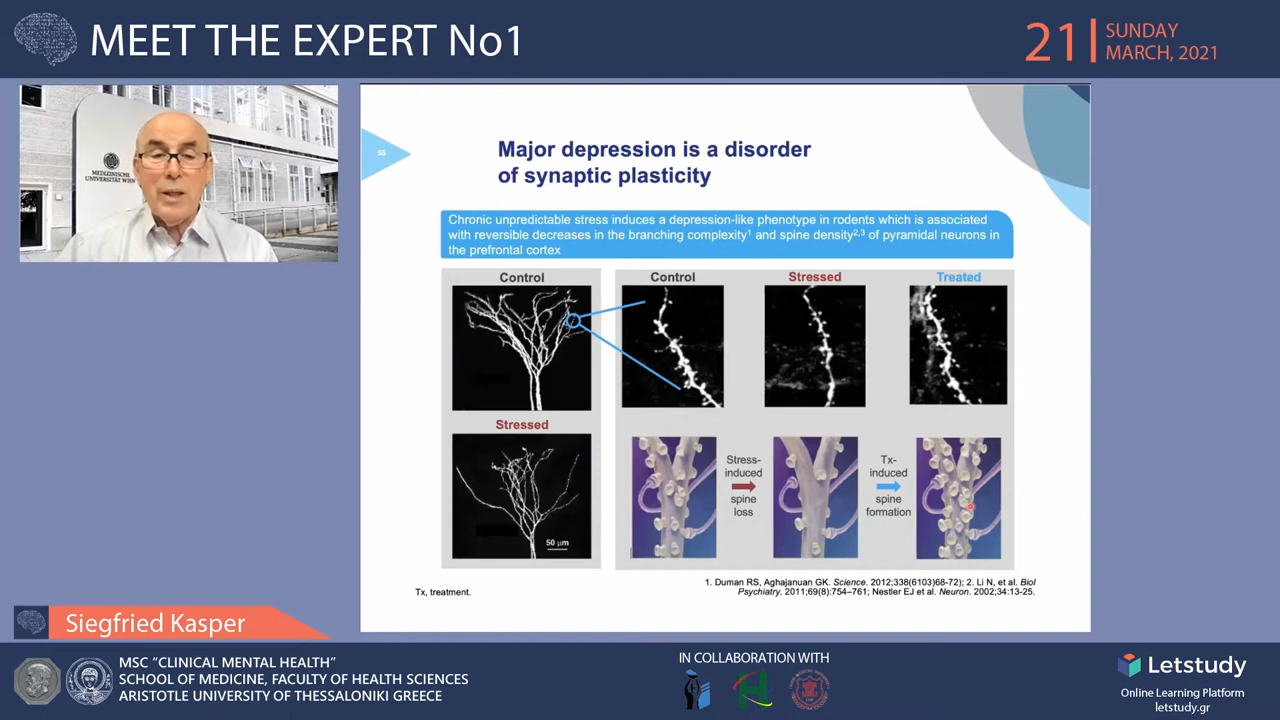 MEET THE EXPERT No1
21
SUNDAY
MARCH, 2021
MEDIZINISCHE
UNIVERSITÄT WIEN
55
Major depression is a disorder
of synaptic plasticity
Chronic unpredictable stress induces a depression-like phenotype in rodents which is associated
with reversible decreases in the branching complexity¹ and spine density²,³ of pyramidal neurons in
the prefrontal cortex
Control
Control
Stressed
Treated
Stressed
50 µm
Stress-
induced
spine
loss
Tx-
induced
spine
formation
Tx, treatment.
1. Duman RS, Aghajanuan GK. Science. 2012;338(6103)68-72); 2. Li N, et al. Biol
Psychiatry. 2011;69(8):754–761; Nestler EJ et al. Neuron. 2002;34:13-25.
Siegfried Kasper
MSC “CLINICAL MENTAL HEALTH”
SCHOOL OF MEDICINE, FACULTY OF HEALTH SCIENCES
ARISTOTLE UNIVERSITY OF THESSALONIKI GREECE
IN COLLABORATION WITH
Letstudy
Online Learning Platform
letstudy.gr